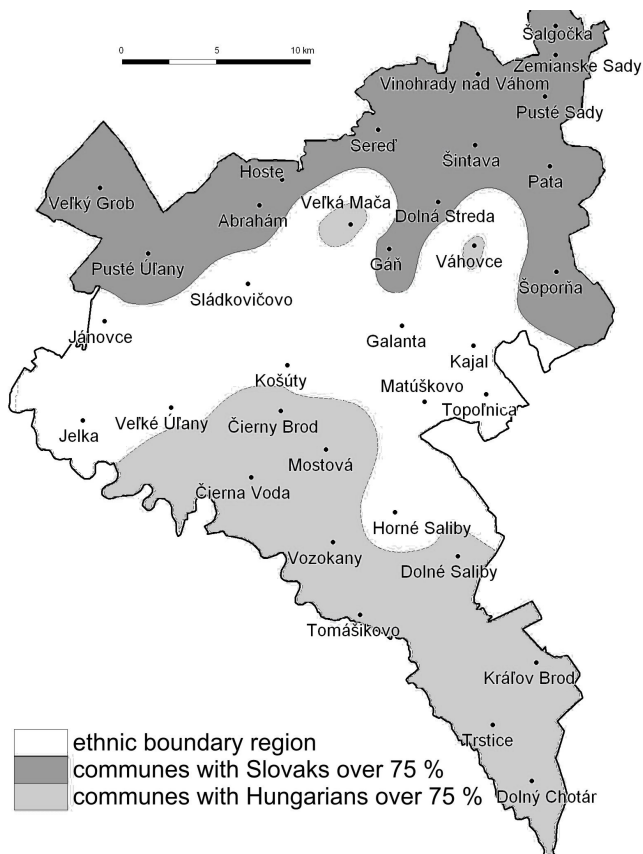 Šalgočka
0 5 10 km
Zemianske Sady
Vinohrady nad Váhom
Pusté Sády
Sereď
Šintava
Hoste
Pata
Veľký Grob
Abrahám
Veľká Mača
Dolná Streda
Gáň
Váhovce
Pusté Úľany
Šoporňa
Sládkovičovo
Jánovce
Galanta
Kajal
Košúty
Matúškovo
Topoľnica
Veľké Úľany
Čierny Brod
Jelka
Mostová
Čierna Voda
Horné Saliby
Vozokany
Dolné Saliby
Tomášikovo
Kráľov Brod
Trstice
ethnic boundary region
communes with Slovaks over 75 %
communes with Hungarians over 75 %
Dolný Chotár